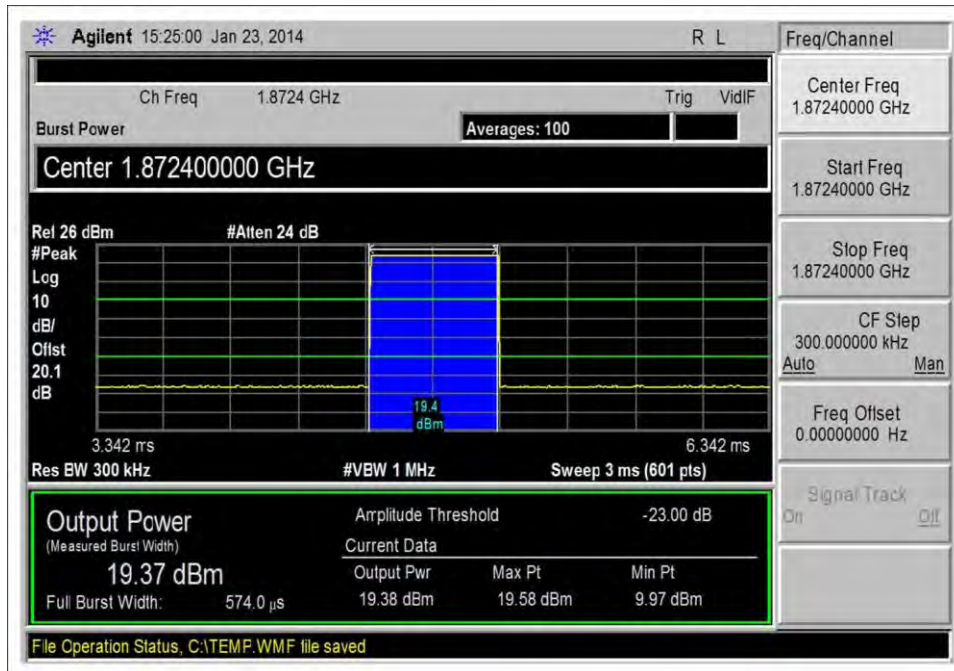 Agilent 15:25:00 Jan 23, 2014 R L
Freq/Channel
Ch Freq 1.8724 GHz Trig VidIF
Burst Power Averages: 100
Center 1.872400000 GHz
Ref 26 dBm #Atten 24 dB
#Peak
Log
10
dB/
Offst
20.1
dB
19.4
dBm
3.342 ms 6.342 ms
Res BW 300 kHz #VBW 1 MHz Sweep 3 ms (601 pts)
Output Power
(Measured Burst Width)
19.37 dBm
Full Burst Width: 574.0 µs
Amplitude Threshold -23.00 dB
Current Data
Output Pwr Max Pt Min Pt
19.38 dBm 19.58 dBm 9.97 dBm
File Operation Status, C:\TEMP.WMF file saved
Center Freq
1.87240000 GHz
Start Freq
1.87240000 GHz
Stop Freq
1.87240000 GHz
CF Step
300.000000 kHz
Auto Man
Freq Offset
0.00000000 Hz
Signal Track
On Off